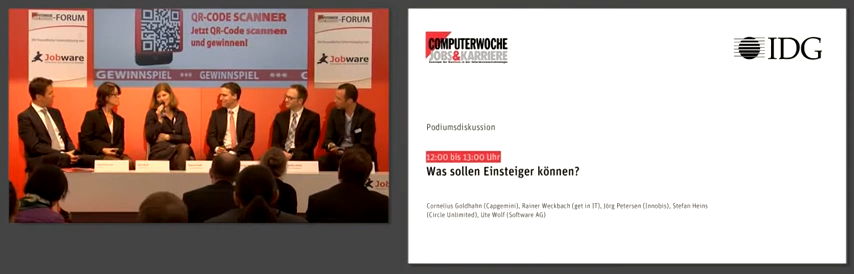 COMPUTERWOCHE
-FORUM
Jobware
QR-CODE SCANNER
Jetzt QR-Code scannen
und gewinnen!
GEWINNSPIEL *** GEWINNSPIEL ***
-FORUM
Jobware
Job
COMPUTERWOCHE
JOBS&KARRIERE
IDG
Podiumsdiskussion
12:00 bis 13:00 Uhr
Was sollen Einsteiger können?
Cornelius Goldhahn (Capgemini), Rainer Weckbach (get in IT), Jörg Petersen (Innobis), Stefan Heins
(Circle Unlimited), Ute Wolf (Software AG)